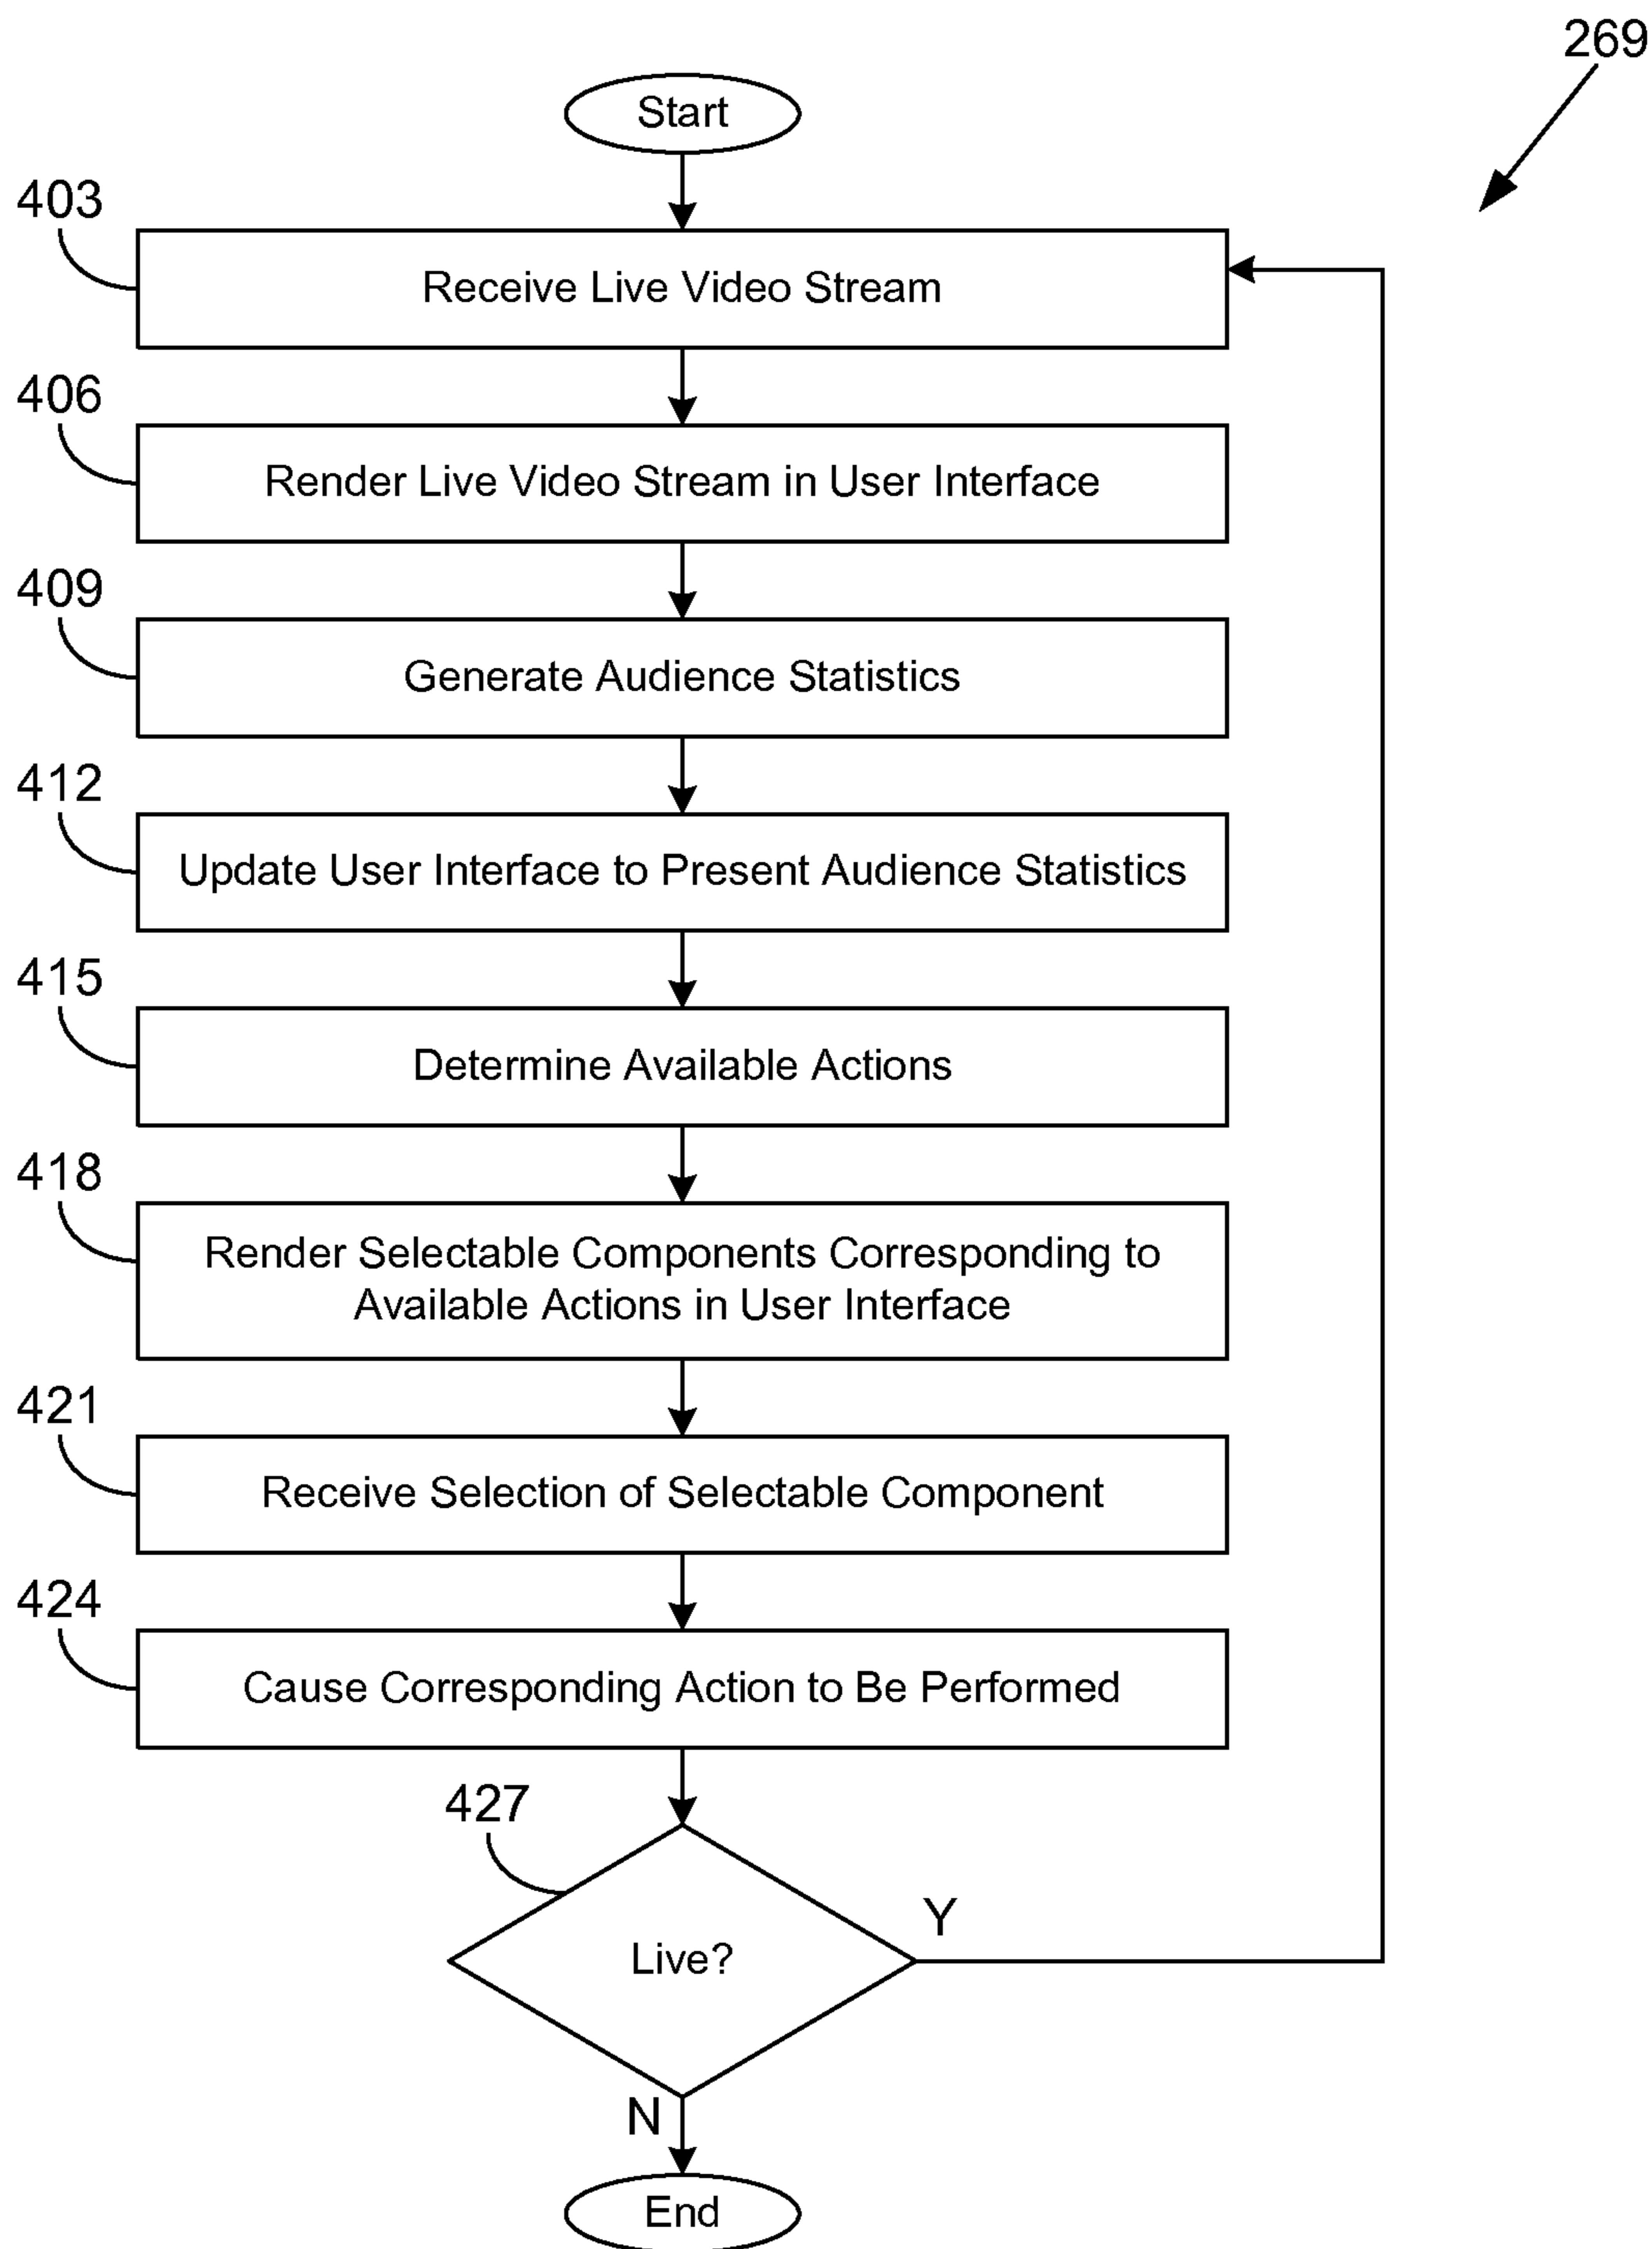 269
Start
403
Receive Live Video Stream
406
Render Live Video Stream in User Interface
409
Generate Audience Statistics
412
Update User Interface to Present Audience Statistics
415
Determine Available Actions
418
Render Selectable Components Corresponding to
Available Actions in User Interface
421
Receive Selection of Selectable Component
424
Cause Corresponding Action to Be Performed
427
Live?
Y
N
End